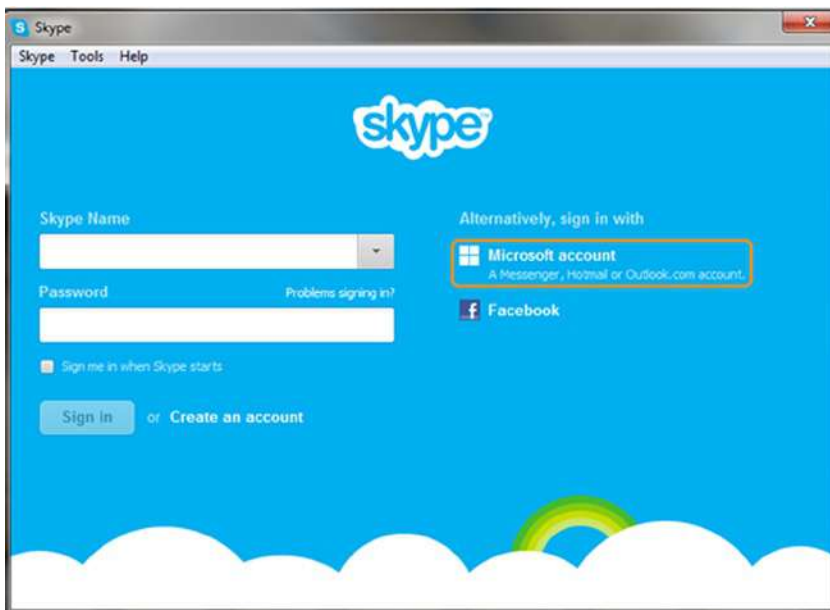 Skype
Skype Tools Help
skype
Skype Name
Password Problems signing in?
Sign me in when Skype starts
Sign in or Create an account
Alternatively, sign in with
Microsoft account
A Messenger, Hotmail or Outlook.com account.
Facebook